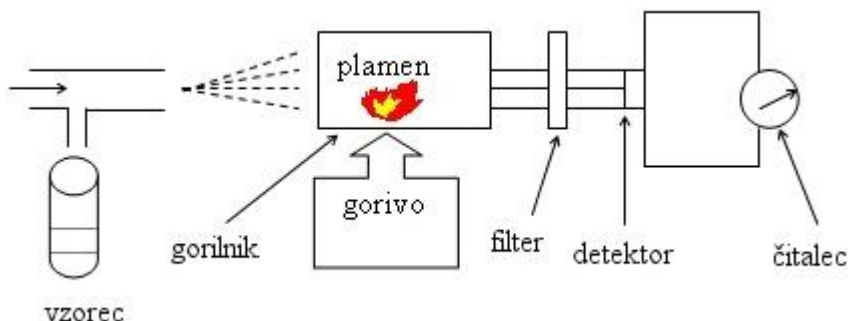 plamen
gorivo
gorilnik
filter
detektor
čitalec
vzorec